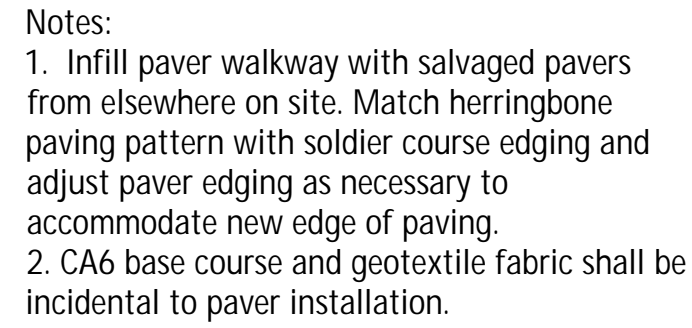 Notes:
1. Infill paver walkway with salvaged pavers
from elsewhere on site. Match herringbone
paving pattern with soldier course edging and
adjust paver edging as necessary to
accommodate new edge of paving.
2. CA6 base course and geotextile fabric shall be
incidental to paver installation.